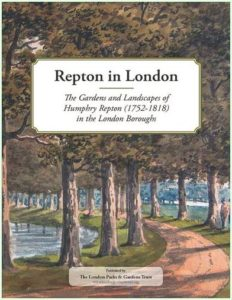 Repton in London
The Gardens and Landscapes of
Humphry Repton (1752-1818)
in the London Boroughs
Published by
The London Parks & Gardens Trust